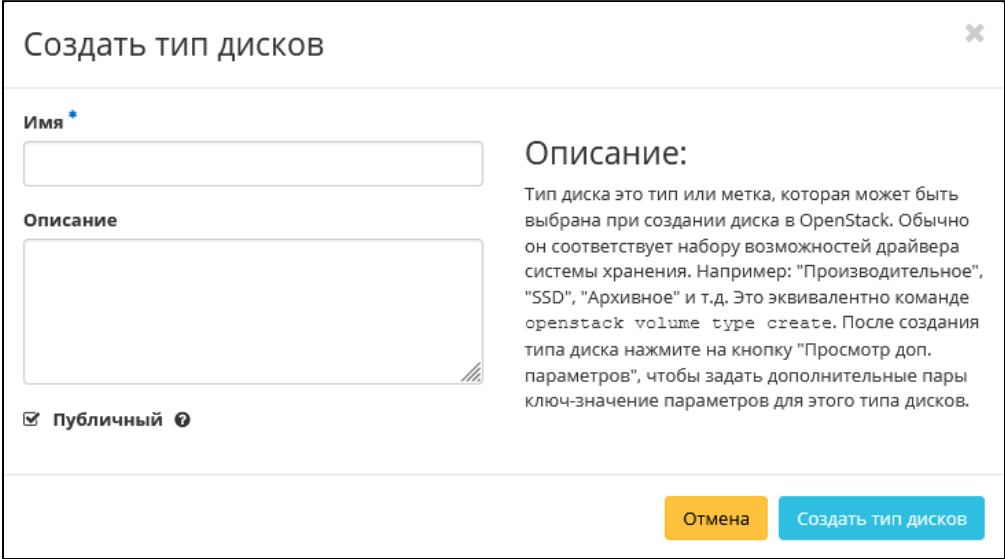 Создать тип дисков
Имя *
Описание
Публичный
Описание:
Тип диска это тип или метка, которая может быть
выбрана при создании диска в OpenStack. Обычно
он соответствует набору возможностей драйвера
системы хранения. Например: "Производительное",
"SSD", "Архивное" и т.д. Это эквивалентно команде
openstack volume type create. После создания
типа диска нажмите на кнопку "Просмотр доп.
параметров", чтобы задать дополнительные пары
ключ-значение параметров для этого типа дисков.
Отмена
Создать тип дисков